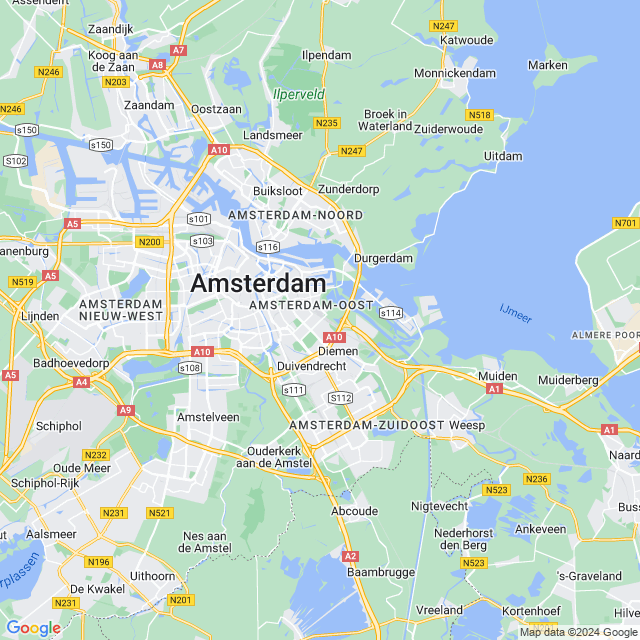 Assendelft
Zaandijk
A7
N247
Katwoude
Koog aan
de Zaan
A8
Ilpendam
Marken
N246
N203
Monnickendam
N246
Zaandam
Oostzaan
Ilperveld
Broek in
Waterland
N518
s150
Landsmeer
N235
Zuiderwoude
s150
A10
N247
Uitdam
S102
Buiksloot
Zunderdorp
s101
AMSTERDAM-NOORD
A5
N701
N200
s103
s116
Durgerdam
A5
N519
Amsterdam
AMSTERDAM
NIEUW-WEST
AMSTERDAM-OOST
s114
IJmeer
Lijnden
A10
ALMERE POOR
Badhoevedorp
A10
Diemen
s108
Duivendrecht
A5
A4
Muiden
Muiderberg
s111
A1
S112
A9
Amstelveen
Schiphol
AMSTERDAM-ZUIDOOST
Weesp
A1
N232
Ouderkerk
aan de Amstel
Naard
Oude Meer
N236
Schiphol-Rijk
N523
N231
N521
Abcoude
Nigtevecht
Buss
Aalsmeer
Nes aan
de Amstel
Nederhorst
den Berg
Ankeveen
A2
N196
N523
Uithoorn
Baambrugge
's-Graveland
De Kwakel
N231
N201
Vreeland
Kortenhoef
Hilve
Google
Map data ©2024 Google